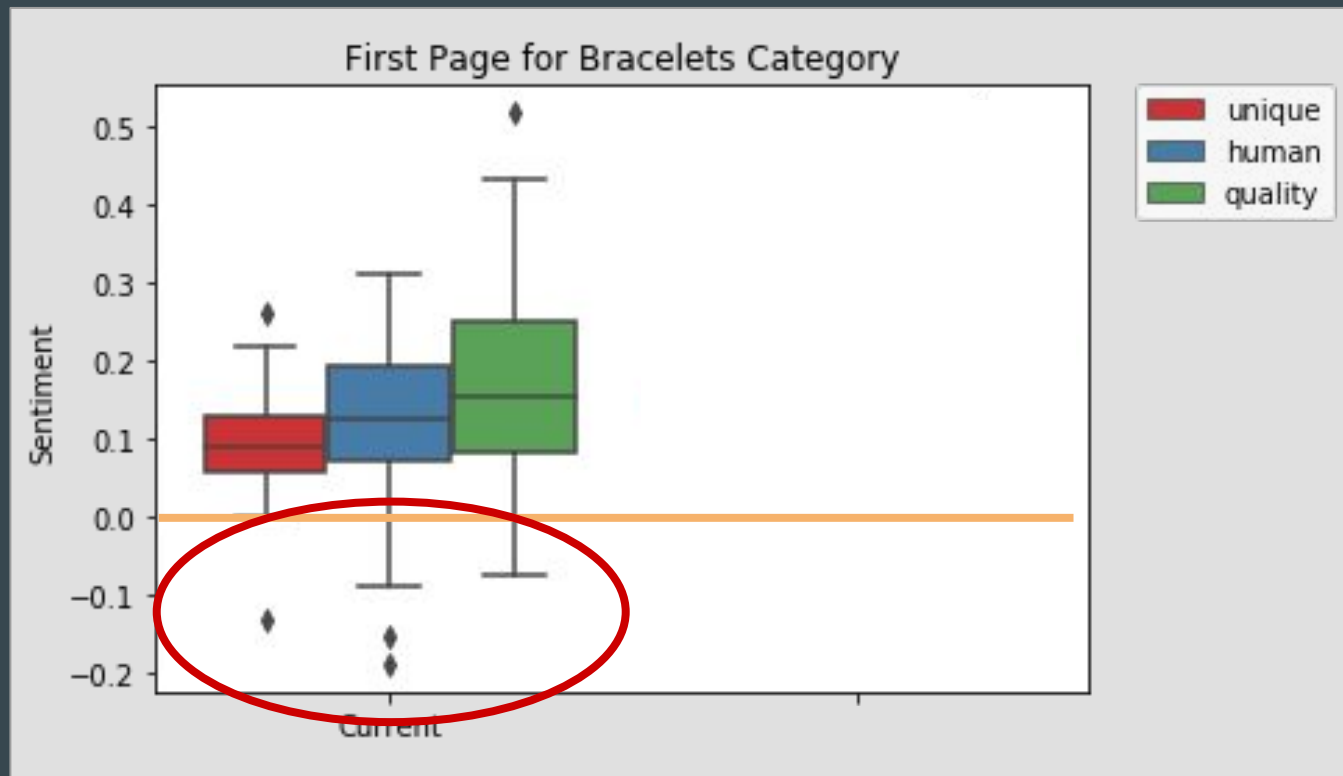 First Page for Bracelets Category
unique
human
quality
0.5
0.4
0.3
0.2
0.1
0.0
−0.1
−0.2
Sentiment
Current